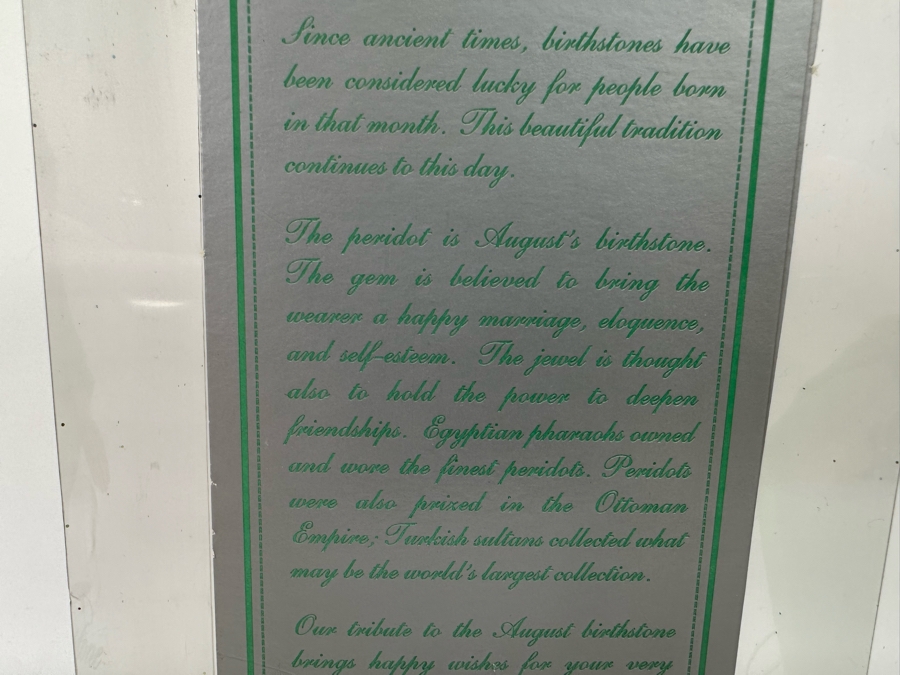 Since ancient times, birthstones have
been considered lucky for people born
in that month. This beautiful tradition
continues to this day.
The peridot is August's birthstone.
The gem is believed to bring the
wearer a happy marriage, eloquence,
and self-esteem. The jewel is thought
also to hold the power to deepen
friendships. Egyptian pharaohs owned
and wore the finest peridots. Peridots
were also prized in the Ottoman
Empire; Turkish sultans collected what
may be the world's largest collection.
Our tribute to the August birthstone
brings happy wishes for your very